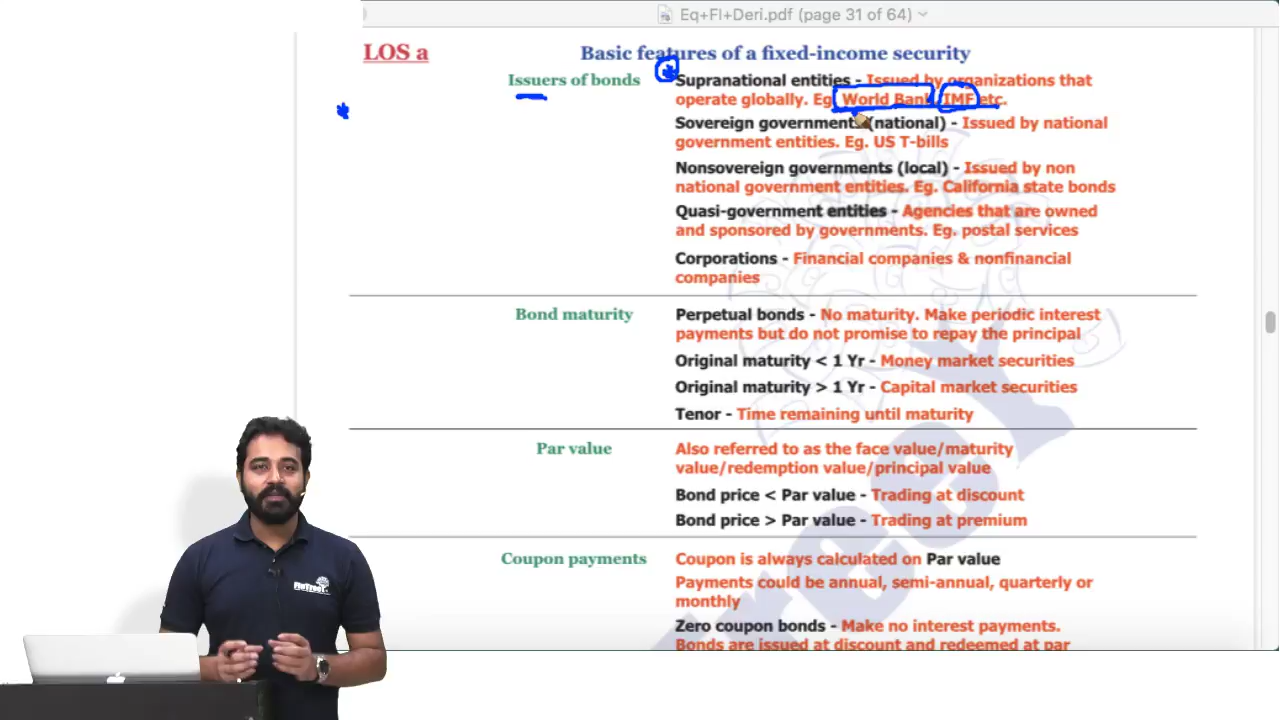 Eq+FI+Deri.pdf (page 31 of 64)
LOS a
Basic features of a fixed-income security
Issuers of bonds
Supranational entities - Issued by organizations that
operate globally. Eg. World Bank, IMF etc.
Sovereign governments (national) - Issued by national
government entities. Eg. US T-bills
Nonsovereign governments (local) - Issued by non
national government entities. Eg. California state bonds
Quasi-government entities - Agencies that are owned
and sponsored by governments. Eg. postal services
Corporations - Financial companies & nonfinancial
companies
Bond maturity
Perpetual bonds - No maturity. Make periodic interest
payments but do not promise to repay the principal
Original maturity < 1 Yr - Money market securities
Original maturity > 1 Yr - Capital market securities
Tenor - Time remaining until maturity
Par value
Also referred to as the face value/maturity
value/redemption value/principal value
Bond price < Par value - Trading at discount
Bond price > Par value - Trading at premium
Coupon payments
Coupon is always calculated on Par value
Payments could be annual, semi-annual, quarterly or
monthly
Zero coupon bonds - Make no interest payments.
Bonds are issued at discount and redeemed at par
FinTreeY